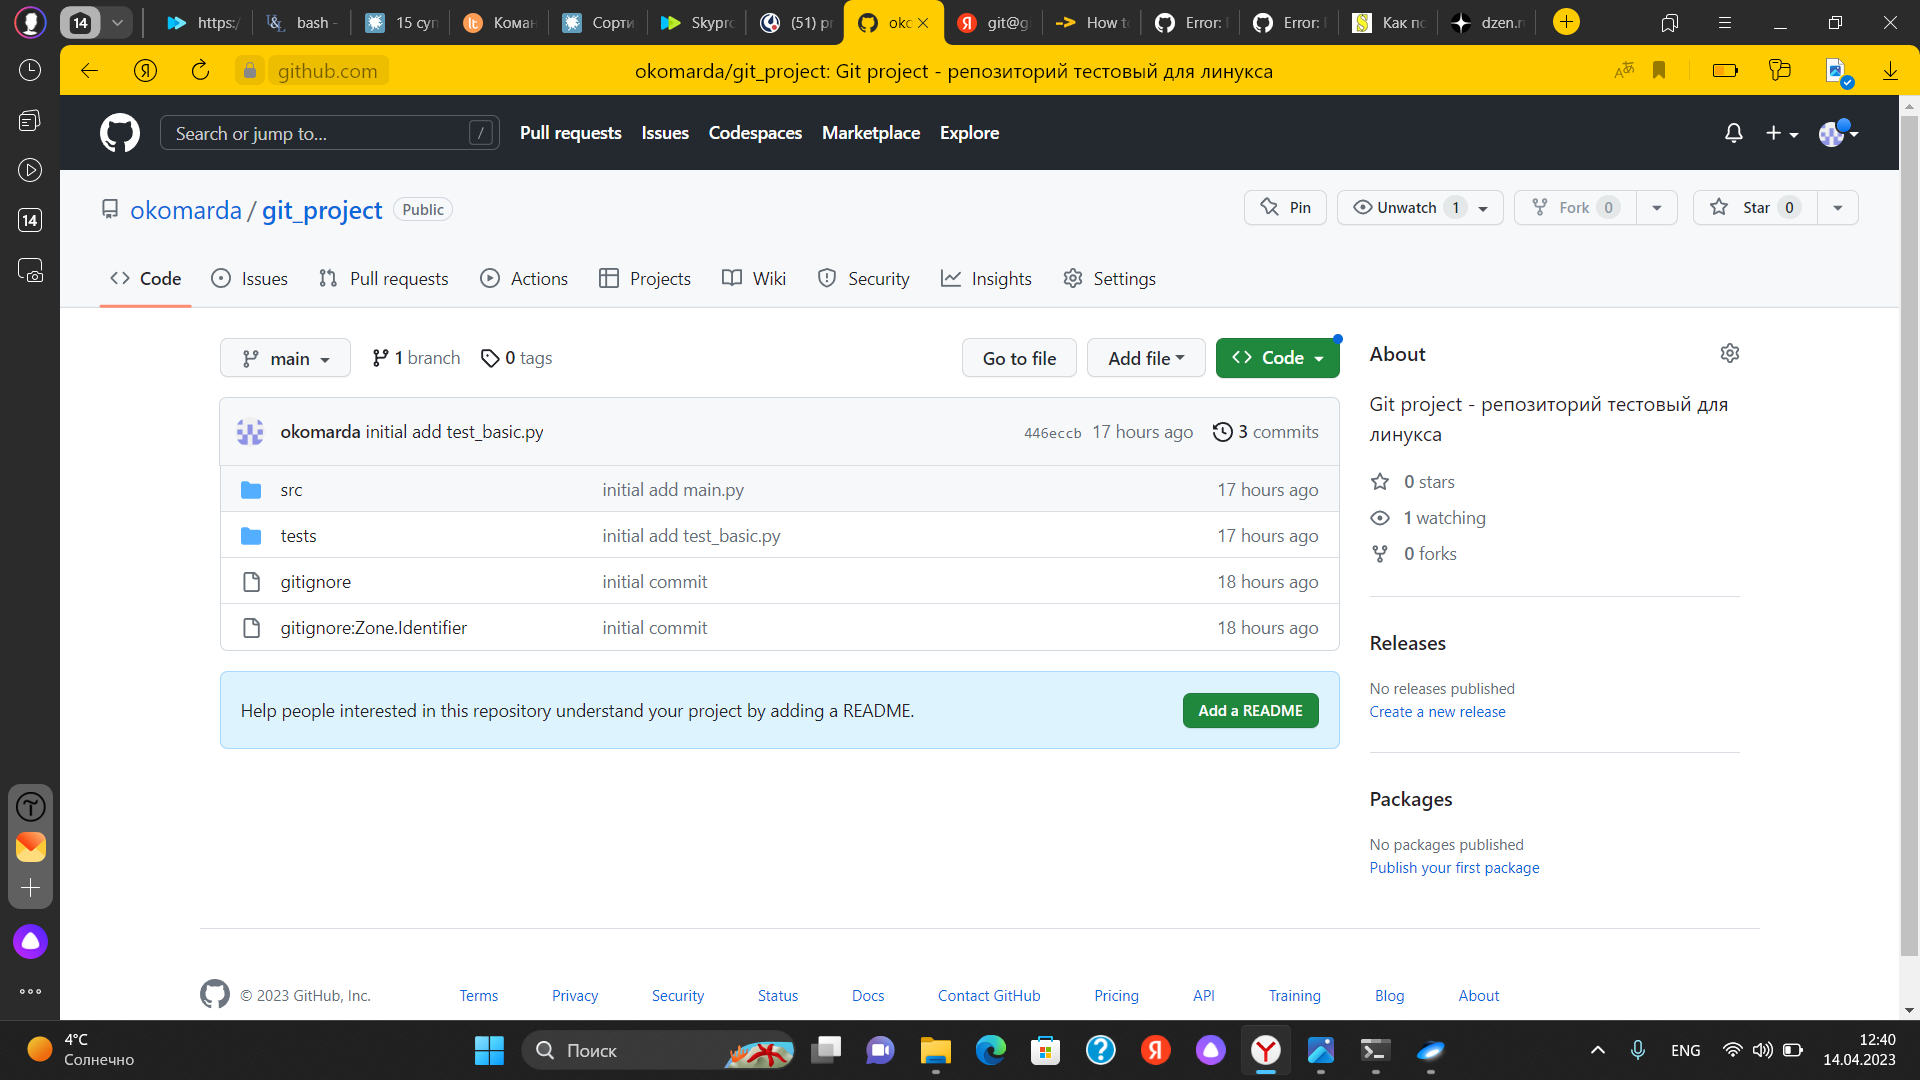 14
https:/
bash -
15 суп
Коман
Сорти
Skypro
(51) pr
oko
git@gi
How to
Error: F
Error: F
Как по
dzen.r
github.com
okomarda/git_project: Git project - репозиторий тестовый для линукса
14
Search or jump to...
/
Pull requests
Issues
Codespaces
Marketplace
Explore
okomarda / git_project
Public
Pin
Unwatch 1
Fork 0
Star 0
Code
Issues
Pull requests
Actions
Projects
Wiki
Security
Insights
Settings
main
1 branch
0 tags
Go to file
Add file
Code
About
Git project - репозиторий тестовый для
линукса
okomarda initial add test_basic.py
446eccb 17 hours ago
3 commits
src
initial add main.py
17 hours ago
tests
initial add test_basic.py
17 hours ago
gitignore
initial commit
18 hours ago
gitignore:Zone.Identifier
initial commit
18 hours ago
0 stars
1 watching
0 forks
Help people interested in this repository understand your project by adding a README.
Add a README
Releases
No releases published
Create a new release
Packages
No packages published
Publish your first package
© 2023 GitHub, Inc.
Terms
Privacy
Security
Status
Docs
Contact GitHub
Pricing
API
Training
Blog
About
4°C
Солнечно
Поиск
ENG
12:40
14.04.2023